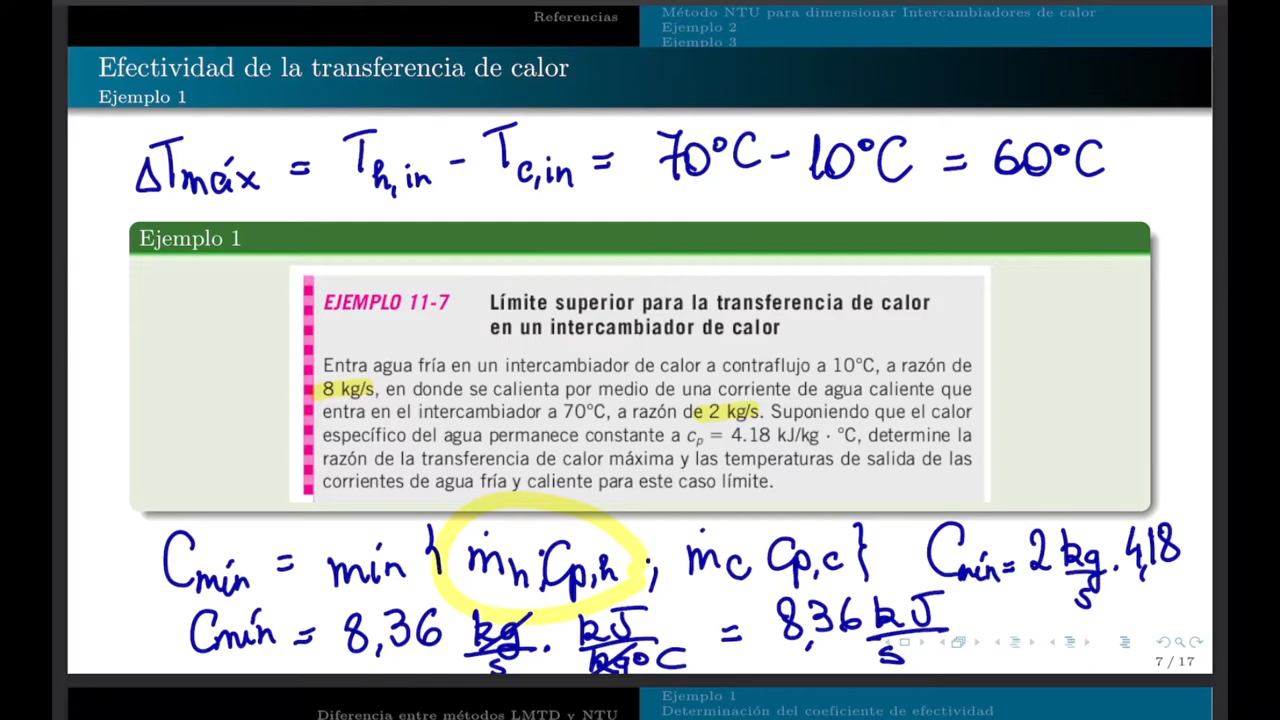 Referencias
Método NTU para dimensionar Intercambiadores de calor
Ejemplo 2
Ejemplo 3
Efectividad de la transferencia de calor
Ejemplo 1
ΔTmáx = Th,in - Tc,in = 70°C - 10°C = 60°C
Ejemplo 1
EJEMPLO 11-7 Límite superior para la transferencia de calor
en un intercambiador de calor
Entra agua fría en un intercambiador de calor a contraflujo a 10°C, a razón de
8 kg/s, en donde se calienta por medio de una corriente de agua caliente que
entra en el intercambiador a 70°C, a razón de 2 kg/s. Suponiendo que el calor
específico del agua permanece constante a cp = 4.18 kJ/kg · °C, determine la
razón de la transferencia de calor máxima y las temperaturas de salida de las
corrientes de agua fría y caliente para este caso límite.
Cmín = mín { ṁh·Cp,h ; ṁc Cp,c } Cmín = 2 kg/s · 4,18
Cmín = 8,36 kg/s · kJ/kg°C = 8,36 kJ/s
7 / 17
Diferencia entre métodos LMTD y NTU
Ejemplo 1
Determinación del coeficiente de efectividad